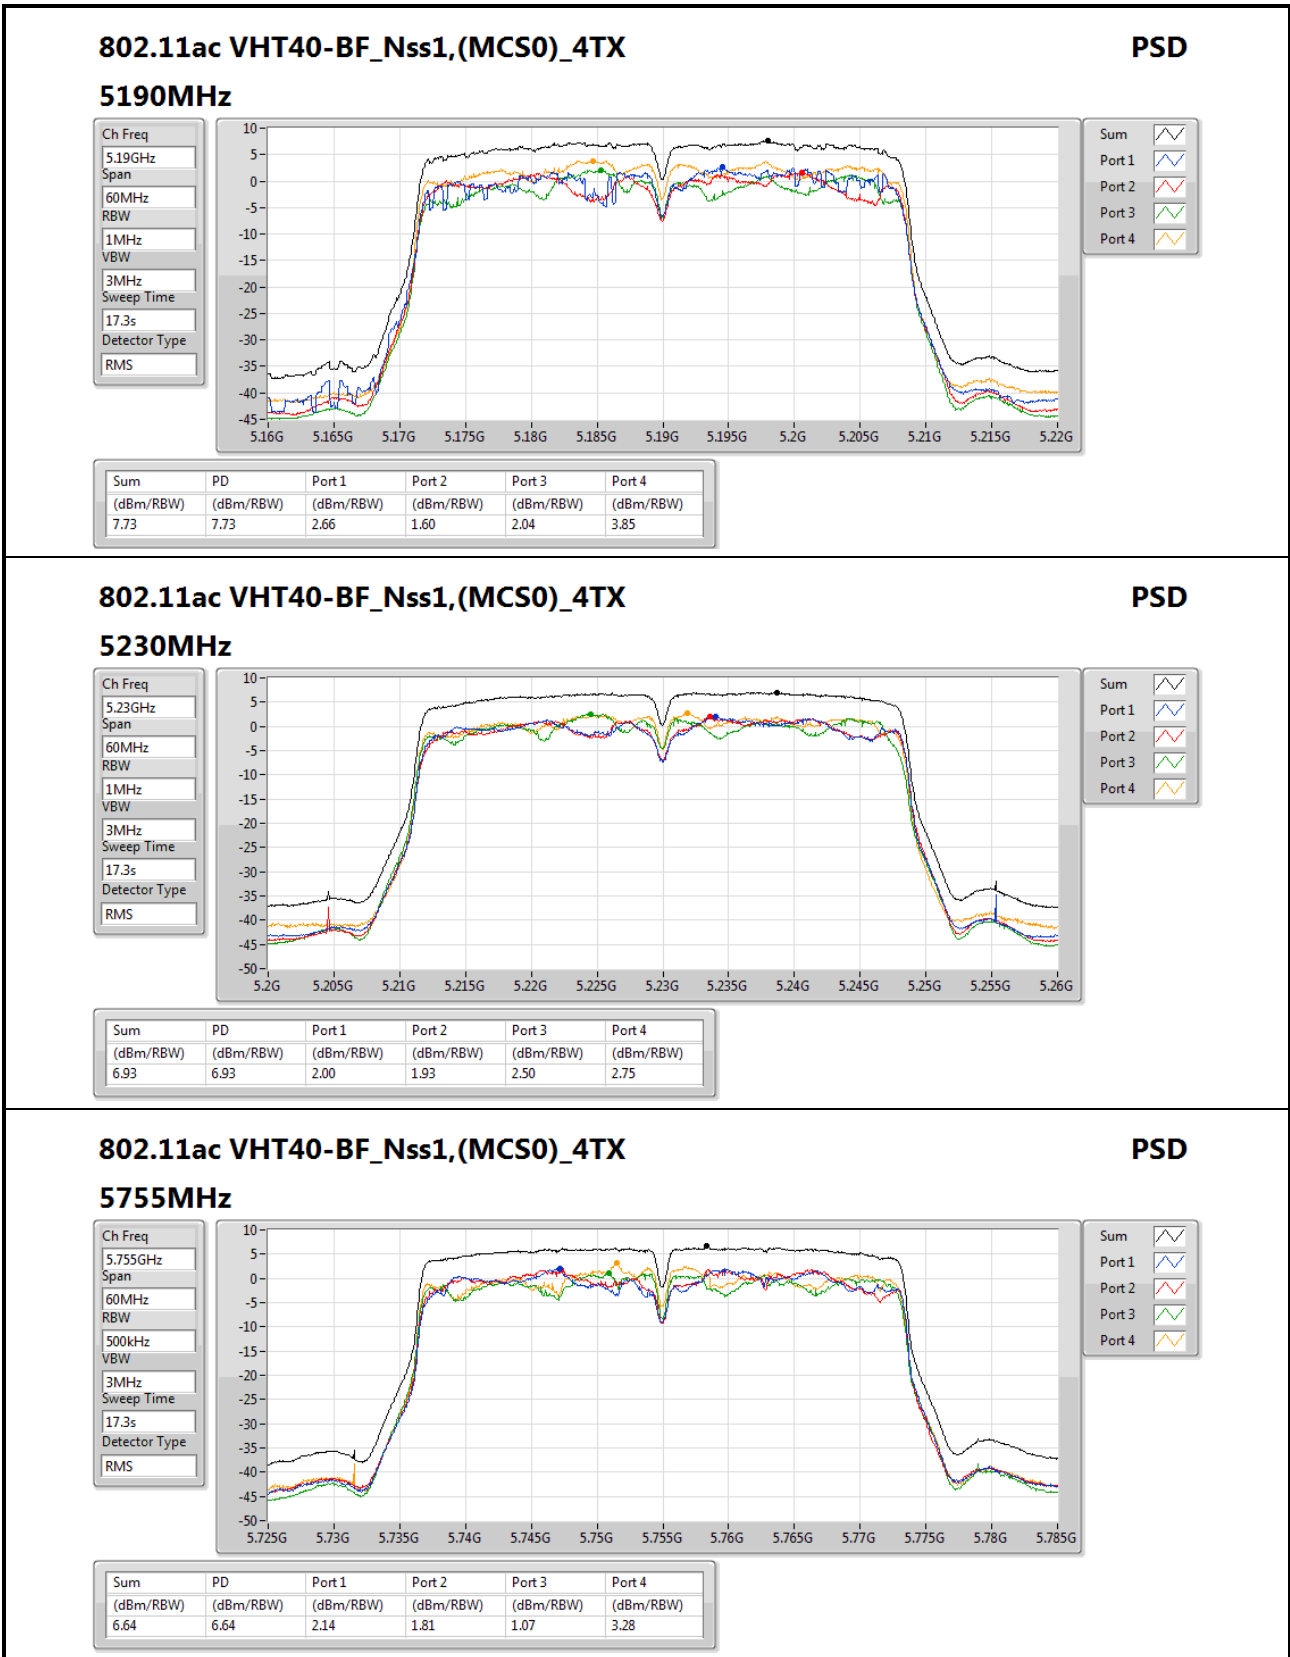 802.11ac VHT40-BF_Nss1,(MCS0)_4TX PSD
5190MHz
Ch Freq
5.19GHz
Span
60MHz
RBW
1MHz
VBW
3MHz
Sweep Time
17.3s
Detector Type
RMS
10
5
0
-5
-10
-15
-20
-25
-30
-35
-40
-45
5.16G 5.165G 5.17G 5.175G 5.18G 5.185G 5.19G 5.195G 5.2G 5.205G 5.21G 5.215G 5.22G
Sum
Port 1
Port 2
Port 3
Port 4
Sum PD Port 1 Port 2 Port 3 Port 4
(dBm/RBW) (dBm/RBW) (dBm/RBW) (dBm/RBW) (dBm/RBW) (dBm/RBW)
7.73 7.73 2.66 1.60 2.04 3.85
802.11ac VHT40-BF_Nss1,(MCS0)_4TX PSD
5230MHz
Ch Freq
5.23GHz
Span
60MHz
RBW
1MHz
VBW
3MHz
Sweep Time
17.3s
Detector Type
RMS
10
5
0
-5
-10
-15
-20
-25
-30
-35
-40
-45
-50
5.2G 5.205G 5.21G 5.215G 5.22G 5.225G 5.23G 5.235G 5.24G 5.245G 5.25G 5.255G 5.26G
Sum
Port 1
Port 2
Port 3
Port 4
Sum PD Port 1 Port 2 Port 3 Port 4
(dBm/RBW) (dBm/RBW) (dBm/RBW) (dBm/RBW) (dBm/RBW) (dBm/RBW)
6.93 6.93 2.00 1.93 2.50 2.75
802.11ac VHT40-BF_Nss1,(MCS0)_4TX PSD
5755MHz
Ch Freq
5.755GHz
Span
60MHz
RBW
500kHz
VBW
3MHz
Sweep Time
17.3s
Detector Type
RMS
10
5
0
-5
-10
-15
-20
-25
-30
-35
-40
-45
-50
5.725G 5.73G 5.735G 5.74G 5.745G 5.75G 5.755G 5.76G 5.765G 5.77G 5.775G 5.78G 5.785G
Sum
Port 1
Port 2
Port 3
Port 4
Sum PD Port 1 Port 2 Port 3 Port 4
(dBm/RBW) (dBm/RBW) (dBm/RBW) (dBm/RBW) (dBm/RBW) (dBm/RBW)
6.64 6.64 2.14 1.81 1.07 3.28